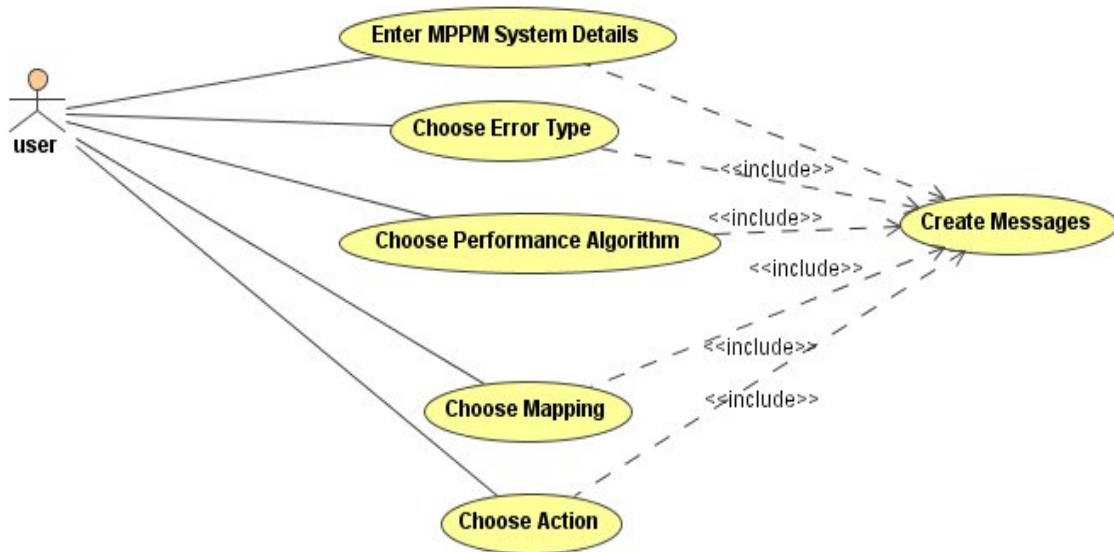 Enter MPPM System Details
user
Choose Error Type
<<include>>
<<include>>
Choose Performance Algorithm
Create Messages
<<include>>
<<include>>
Choose Mapping
<<include>>
Choose Action